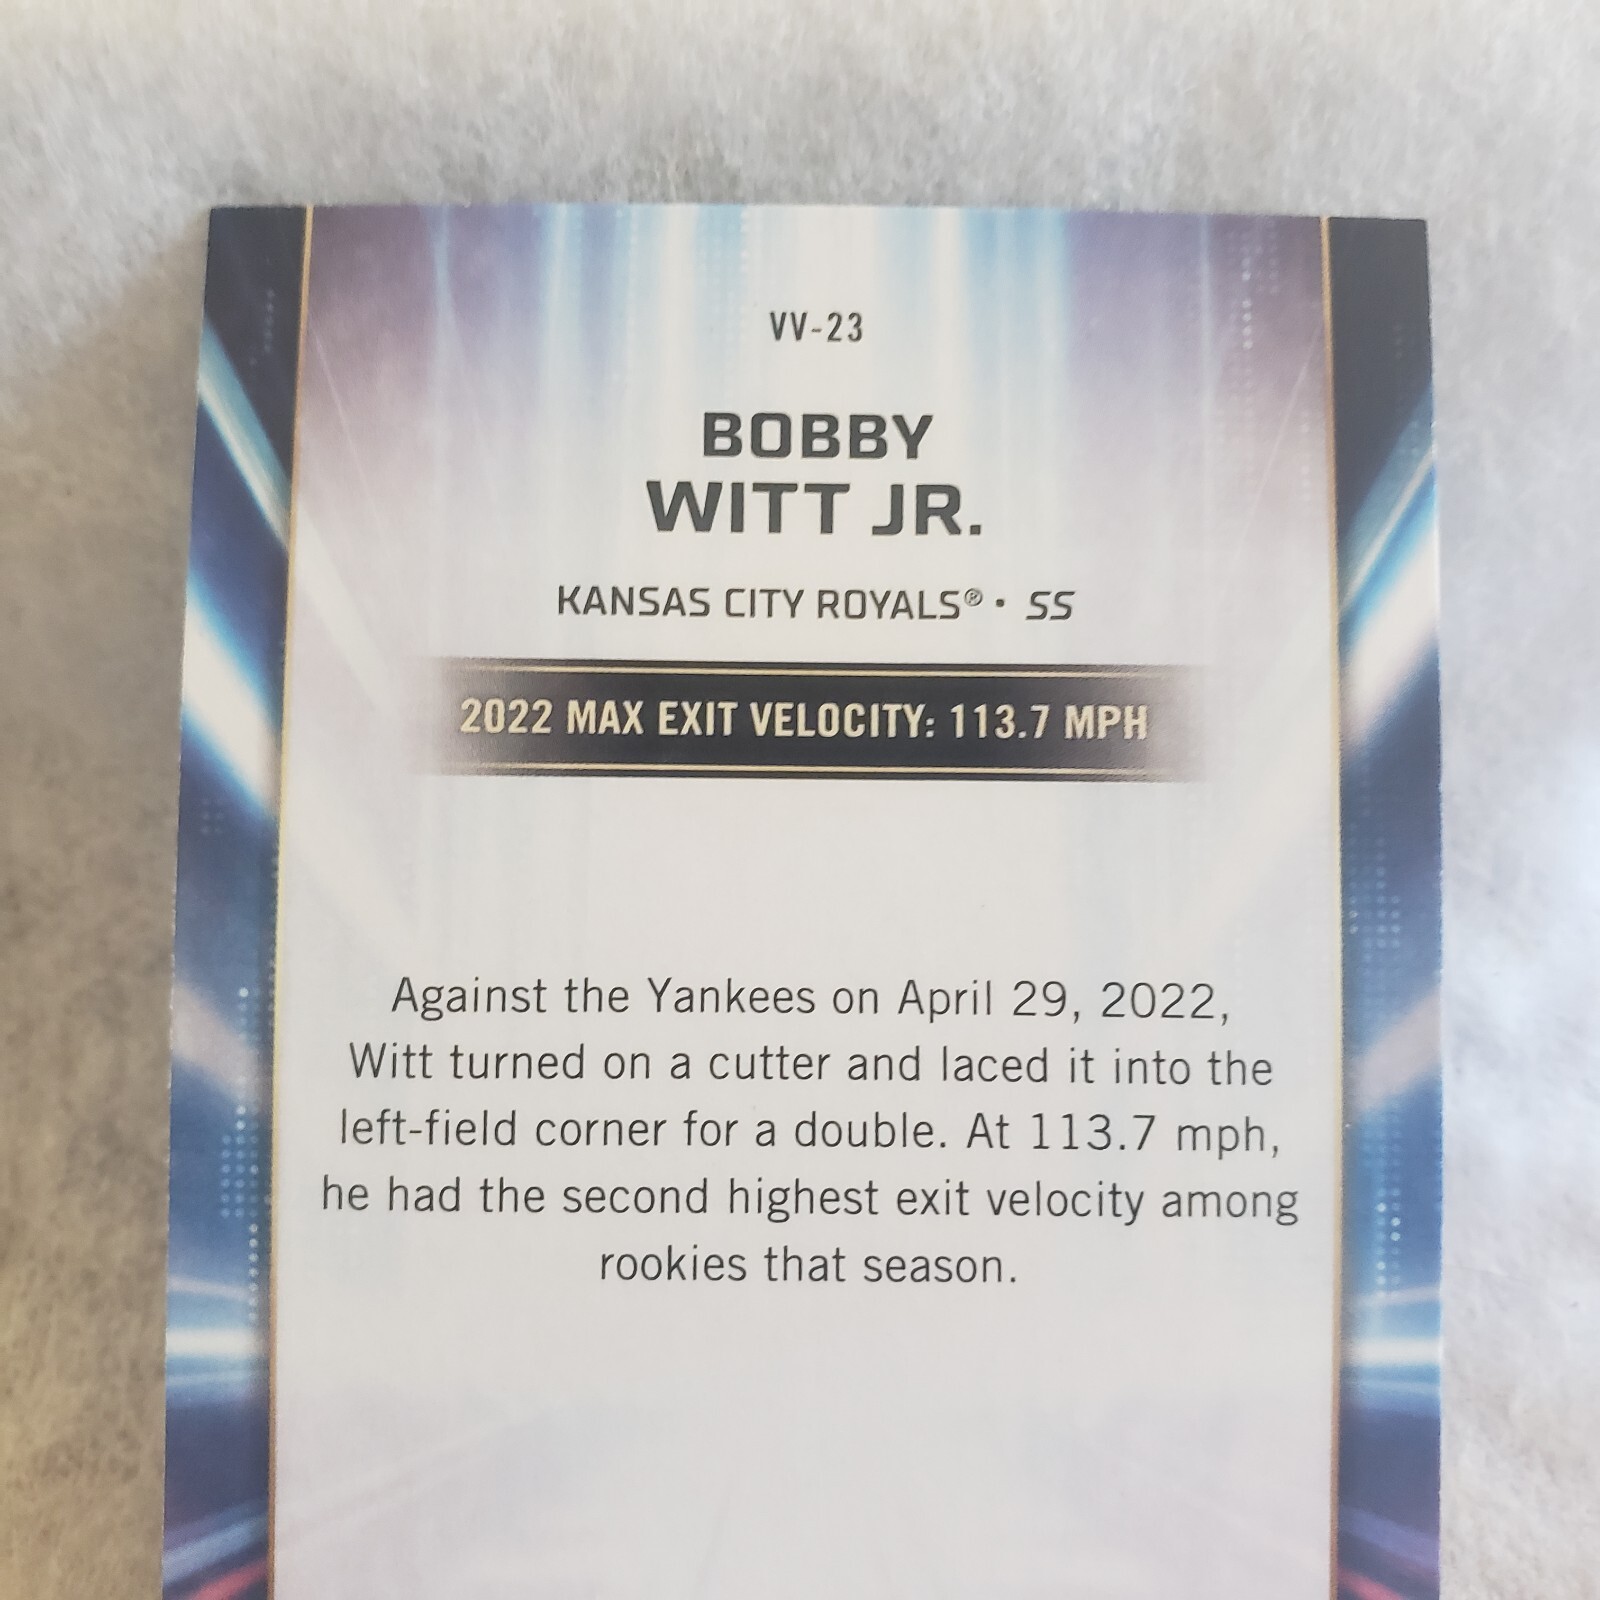 VV-23
BOBBY
WITT JR.
KANSAS CITY ROYALS® • SS
2022 MAX EXIT VELOCITY: 113.7 MPH
Against the Yankees on April 29, 2022,
Witt turned on a cutter and laced it into the
left-field corner for a double. At 113.7 mph,
he had the second highest exit velocity among
rookies that season.